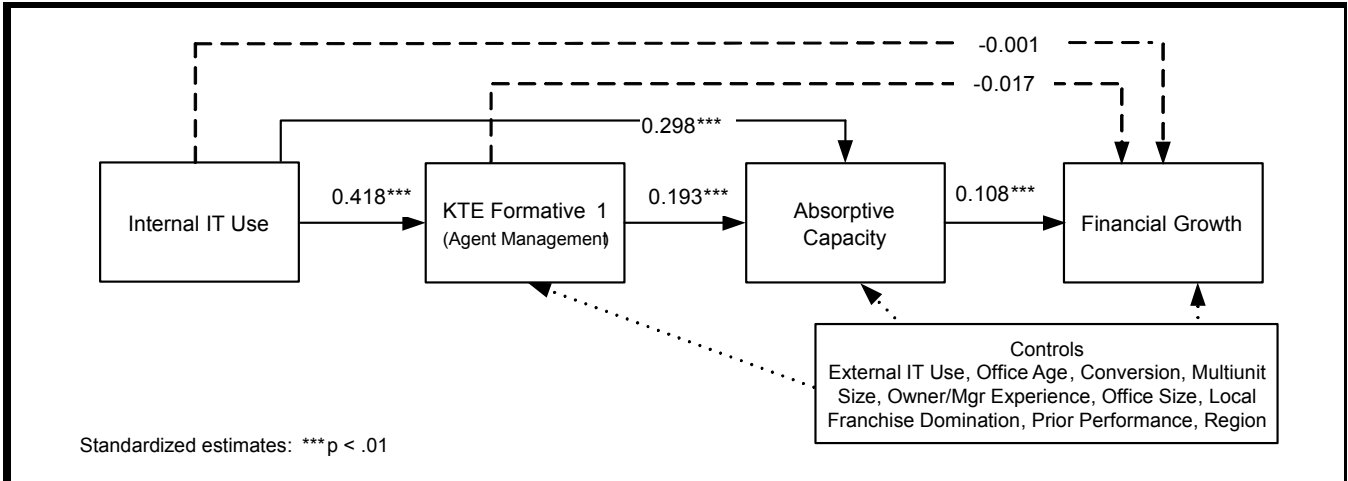 -0.001
-0.017
0.298***
Internal IT Use
0.418***
KTE Formative 1
(Agent Management)
0.193***
Absorptive
Capacity
0.108***
Financial Growth
Controls
External IT Use, Office Age, Conversion, Multiunit
Size, Owner/Mgr Experience, Office Size, Local
Franchise Domination, Prior Performance, Region
Standardized estimates: ***p < .01